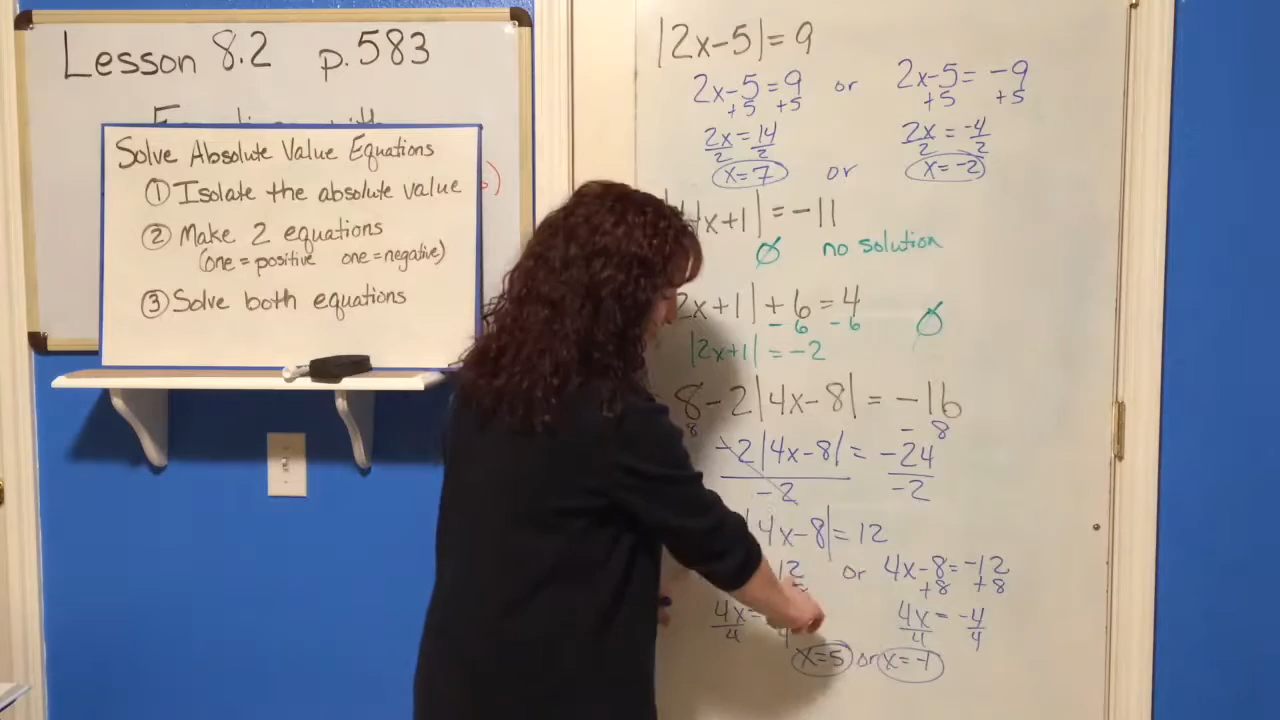 Lesson 8.2 p.583
Solve Absolute Value Equations
① Isolate the absolute value
② Make 2 equations
(one = positive one = negative)
③ Solve both equations
|2x-5| = 9
2x-5 = 9 or 2x-5 = -9
+5 +5 +5 +5
2x = 14 2x = -4
2 2 2 2
x = 7 or x = -2
x+1| = -11
∅ no solution
2x+1| + 6 = 4
- 6 - 6 ∅
|2x+1| = -2
8 - 2|4x-8| = -16
8 - 8
-2|4x-8| = -24
-2 -2
|4x-8| = 12
12 or 4x-8 = -12
+8 +8
4x = 4x = -4
4 4 4 4
x=5 or x=-1